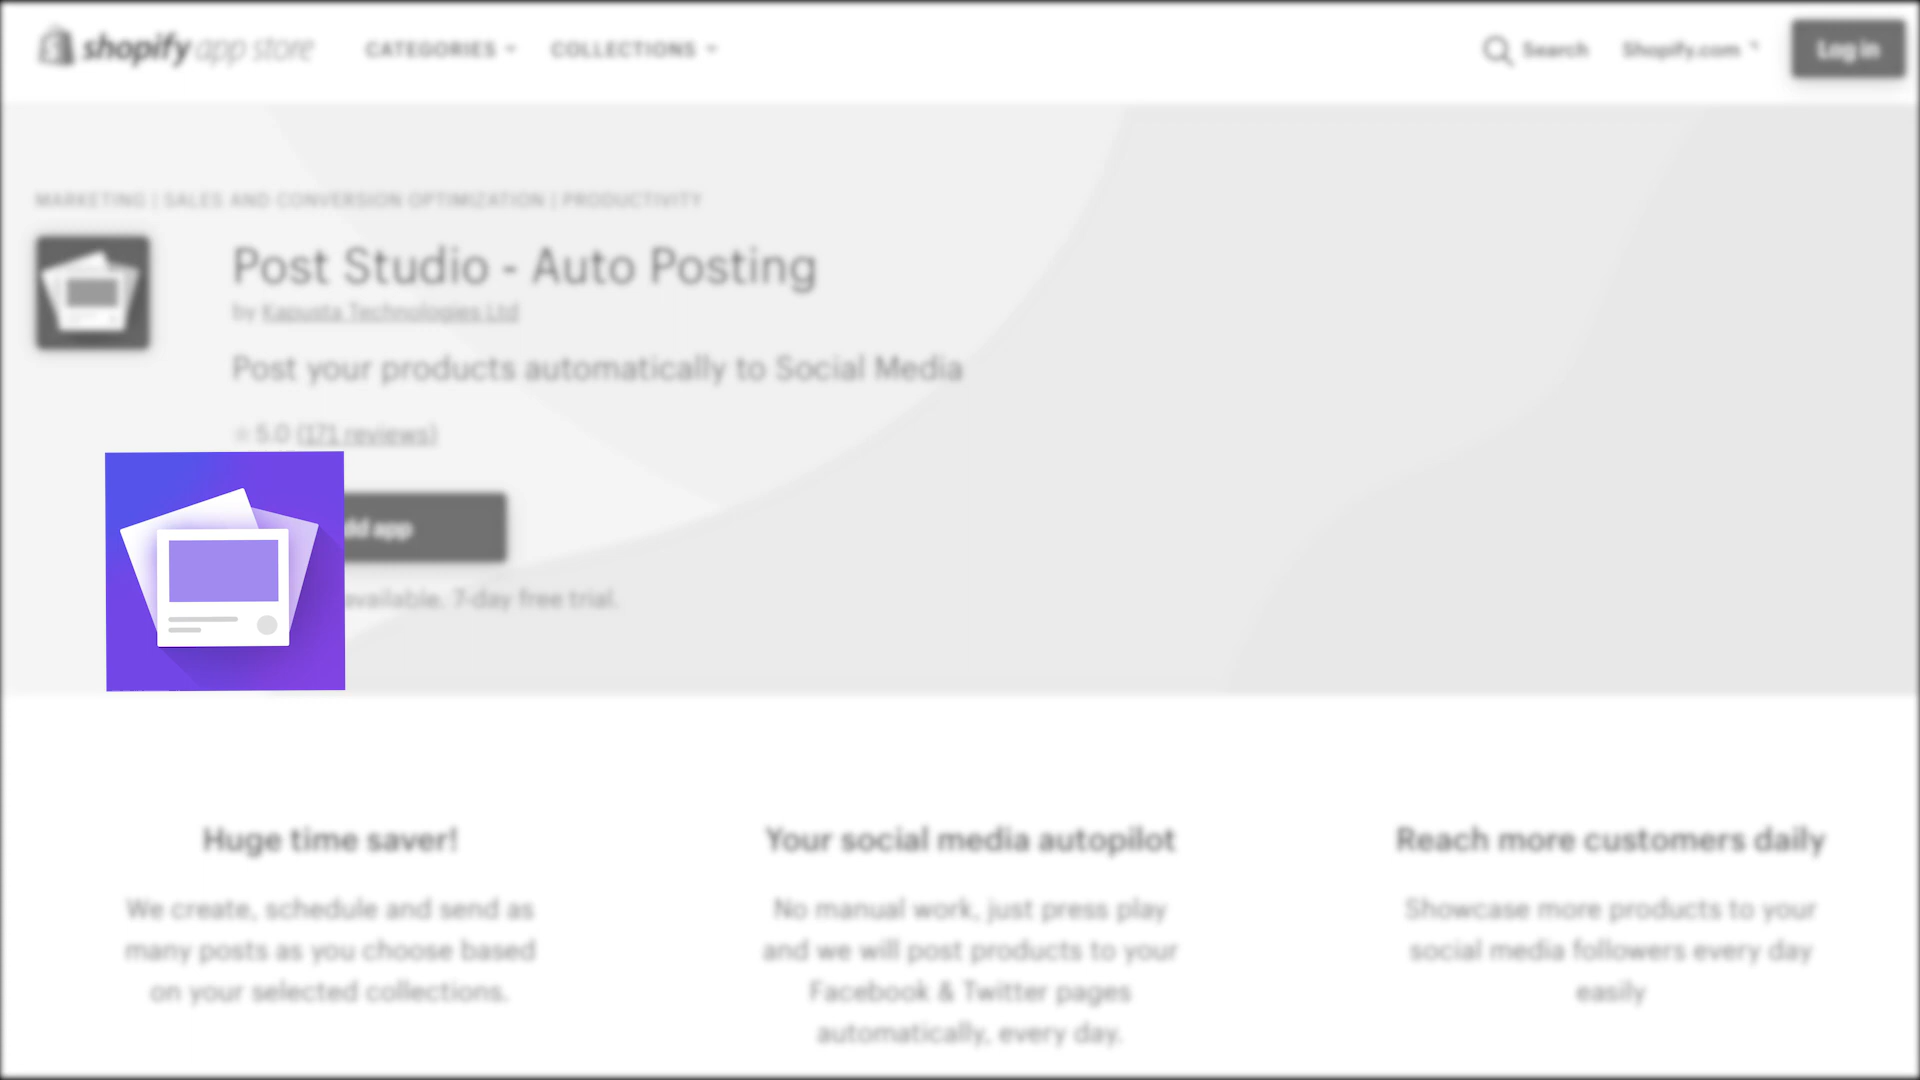 shopify app store
CATEGORIES
COLLECTIONS
Search
Shopify.com
Log in
MARKETING | SALES AND CONVERSION OPTIMIZATION | PRODUCTIVITY
Post Studio - Auto Posting
by Kapusta Technologies Ltd
Post your products automatically to Social Media
5.0 (171 reviews)
app
available. 7-day free trial.
Huge time saver!
We create, schedule and send as
many posts as you choose based
on your selected collections.
Your social media autopilot
No manual work, just press play
and we will post products to your
Facebook & Twitter pages
automatically, every day.
Reach more customers daily
Showcase more products to your
social media followers every day
easily